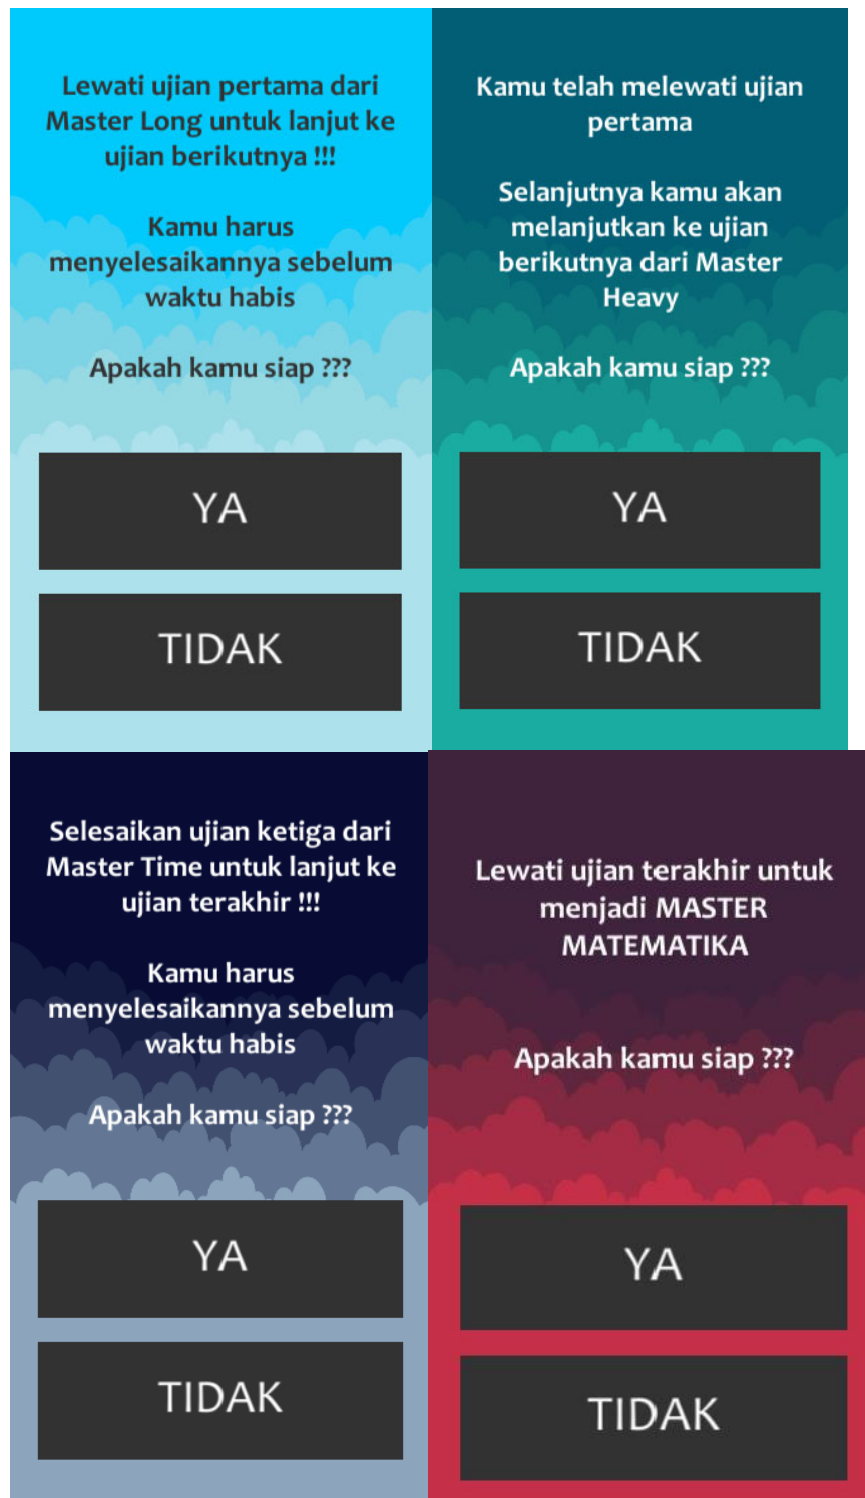 Lewati ujian pertama dari
Master Long untuk lanjut ke
ujian berikutnya !!!
Kamu harus
menyelesaikannya sebelum
waktu habis
Apakah kamu siap ???
YA
TIDAK
Kamu telah melewati ujian
pertama
Selanjutnya kamu akan
melanjutkan ke ujian
berikutnya dari Master
Heavy
Apakah kamu siap ???
YA
TIDAK
Selesaikan ujian ketiga dari
Master Time untuk lanjut ke
ujian terakhir !!!
Kamu harus
menyelesaikannya sebelum
waktu habis
Apakah kamu siap ???
YA
TIDAK
Lewati ujian terakhir untuk
menjadi MASTER
MATEMATIKA
Apakah kamu siap ???
YA
TIDAK